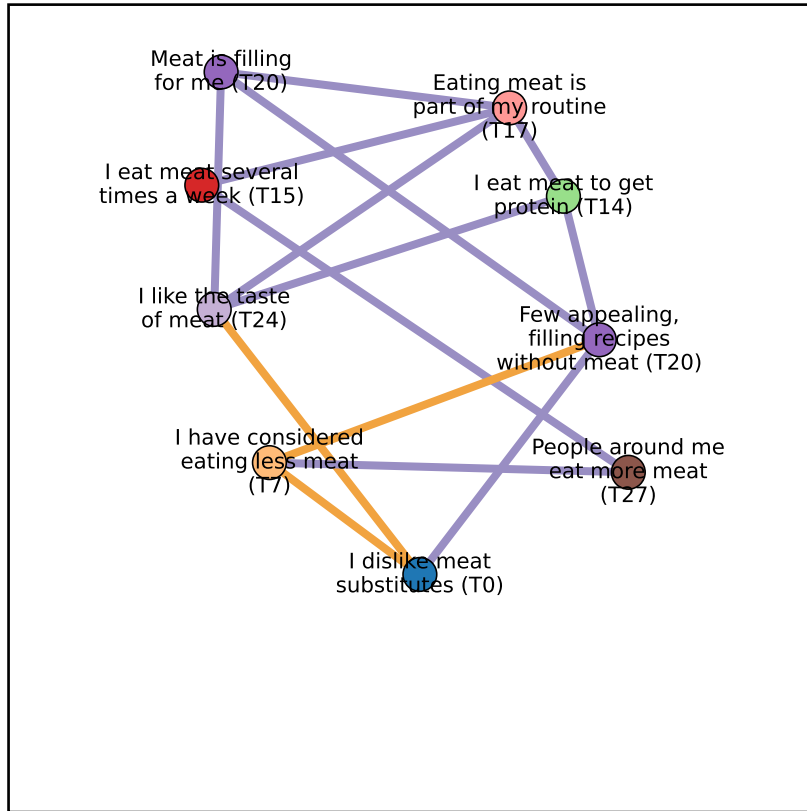 Meat is filling
for me (T20)
Eating meat is
part of my routine
(T17)
I eat meat several
times a week (T15)
I eat meat to get
protein (T14)
I like the taste
of meat (T24)
Few appealing,
filling recipes
without meat (T20)
I have considered
eating less meat
(T7)
People around me
eat more meat
(T27)
I dislike meat
substitutes (T0)